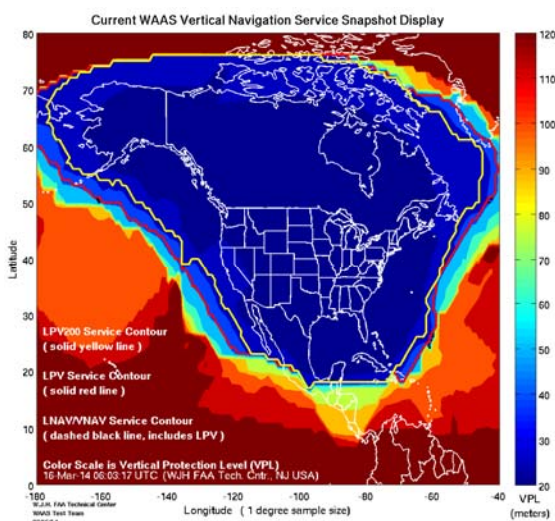 Current WAAS Vertical Navigation Service Snapshot Display
80
70
60
50
40
30
20
10
0
Latitude
LPV200 Service Contour
( solid yellow line)
LPV Service Contour
( solid red line)
LNAV/VNAV Service Contour
( dashed black line, includes LPV)
Color Scale is Vertical Protection Level (VPL)
16-Mar-14 06:03:17 UTC (WJH FAA Tech. Cntr., NJ USA)
-180 -160 -140 -120 -100 -80 -60 -40
W.J.H. FAA Technical Center
WAAS Test Team
Longitude ( 1 degree sample size)
120
110
100
90
80
70
60
50
40
30
20
VPL
(meters)